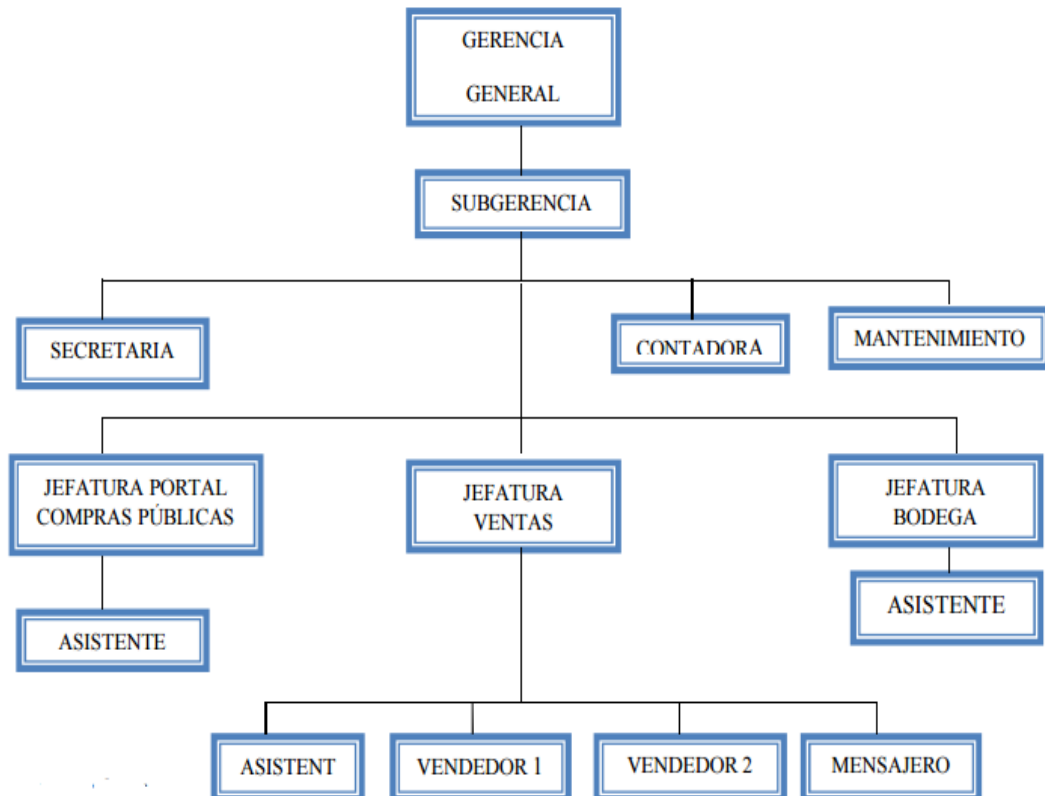 GERENCIA
GENERAL
SUBGERENCIA
SECRETARIA
CONTADORA
MANTENIMIENTO
JEFATURA PORTAL
COMPRAS PÚBLICAS
JEFATURA
VENTAS
JEFATURA
BODEGA
ASISTENTE
ASISTENTE
ASISTENT
VENDEDOR 1
VENDEDOR 2
MENSAJERO